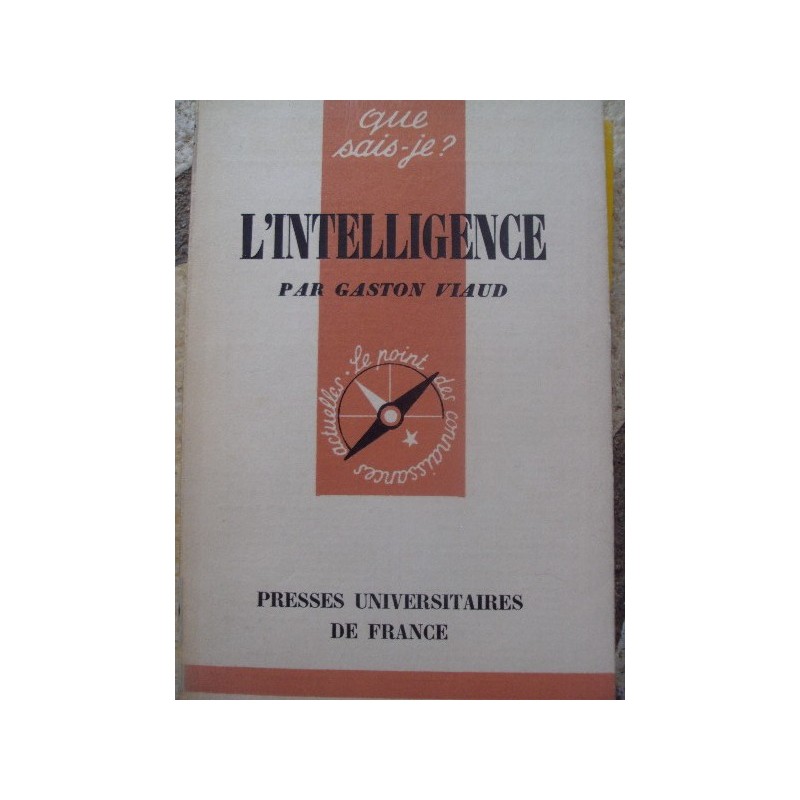 que
sais-je?
L'INTELLIGENCE
PAR GASTON VIAUD
le point des connaissances actuelles.
PRESSES UNIVERSITAIRES
DE FRANCE